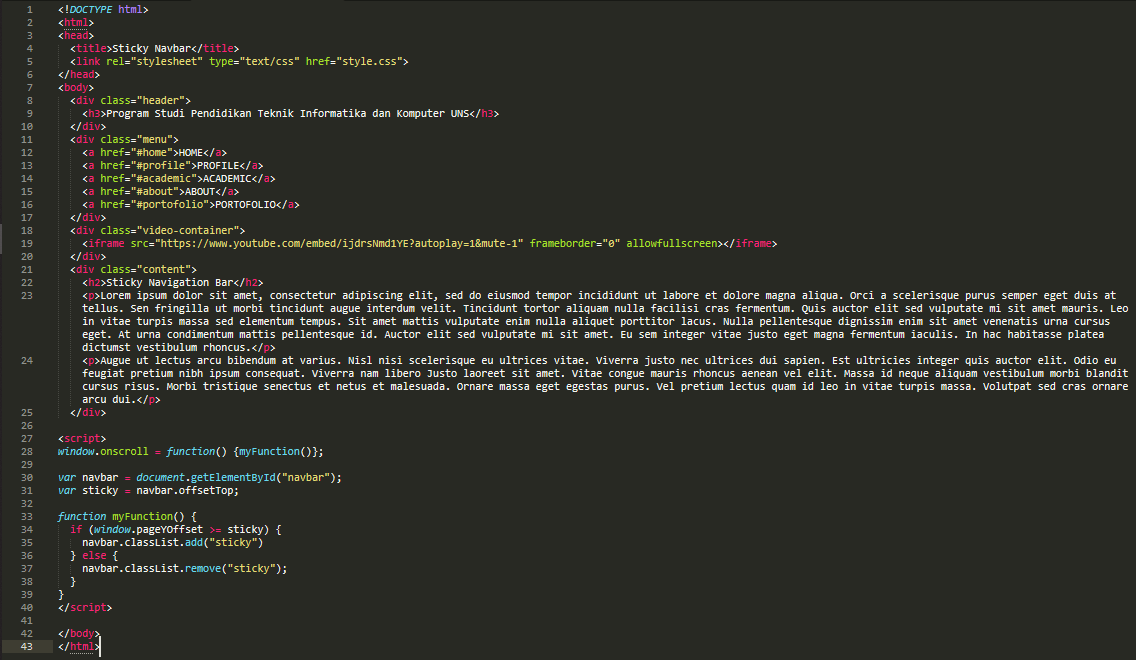 1 <!DOCTYPE html>
2 <html>
3 <head>
4 <title>Sticky Navbar</title>
5 <link rel="stylesheet" type="text/css" href="style.css">
6 </head>
7 <body>
8 <div class="header">
9 <h3>Program Studi Pendidikan Teknik Informatika dan Komputer UNS</h3>
10 </div>
11 <div class="menu">
12 <a href="#home">HOME</a>
13 <a href="#profile">PROFILE</a>
14 <a href="#academic">ACADEMIC</a>
15 <a href="#about">ABOUT</a>
16 <a href="#portofolio">PORTOFOLIO</a>
17 </div>
18 <div class="video-container">
19 <iframe src="https://www.youtube.com/embed/ijdrsNmd1YE?autoplay=1&mute-1" frameborder="0" allowfullscreen></iframe>
20 </div>
21 <div class="content">
22 <h2>Sticky Navigation Bar</h2>
23 <p>Lorem ipsum dolor sit amet, consectetur adipiscing elit, sed do eiusmod tempor incididunt ut labore et dolore magna aliqua. Orci a scelerisque purus semper eget duis at
tellus. Sen fringilla ut morbi tincidunt augue interdum velit. Tincidunt tortor aliquam nulla facilisi cras fermentum. Quis auctor elit sed vulputate mi sit amet mauris. Leo
in vitae turpis massa sed elementum tempus. Sit amet mattis vulputate enim nulla aliquet porttitor lacus. Nulla pellentesque dignissim enim sit amet venenatis urna cursus
eget. At urna condimentum mattis pellentesque id. Auctor elit sed vulputate mi sit amet. Eu sem integer vitae justo eget magna fermentum iaculis. In hac habitasse platea
dictumst vestibulum rhoncus.</p>
24 <p>Augue ut lectus arcu bibendum at varius. Nisl nisi scelerisque eu ultrices vitae. Viverra justo nec ultrices dui sapien. Est ultricies integer quis auctor elit. Odio eu
feugiat pretium nibh ipsum consequat. Viverra nam libero Justo laoreet sit amet. Vitae congue mauris rhoncus aenean vel elit. Massa id neque aliquam vestibulum morbi blandit
cursus risus. Morbi tristique senectus et netus et malesuada. Ornare massa eget egestas purus. Vel pretium lectus quam id leo in vitae turpis massa. Volutpat sed cras ornare
arcu dui.</p>
25 </div>
26
27 <script>
28 window.onscroll = function() {myFunction()};
29
30 var navbar = document.getElementById("navbar");
31 var sticky = navbar.offsetTop;
32
33 function myFunction() {
34 if (window.pageYOffset >= sticky) {
35 navbar.classList.add("sticky")
36 } else {
37 navbar.classList.remove("sticky");
38 }
39 }
40 </script>
41
42 </body>
43 </html>